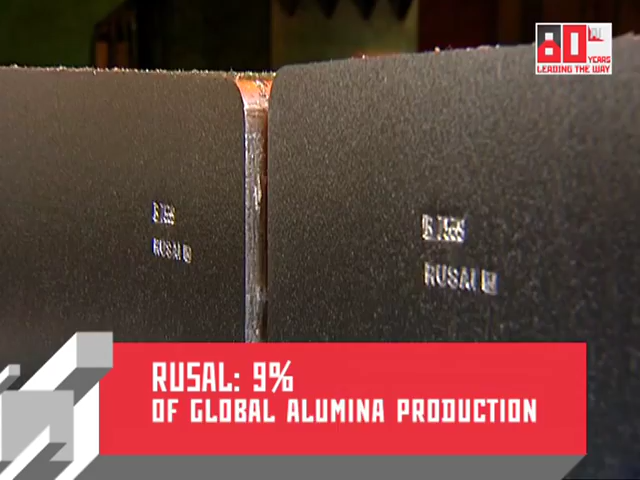 80
YEARS
LEADING THE WAY
RUSAL
RUSAL
RUSAL: 9%
OF GLOBAL ALUMINA PRODUCTION